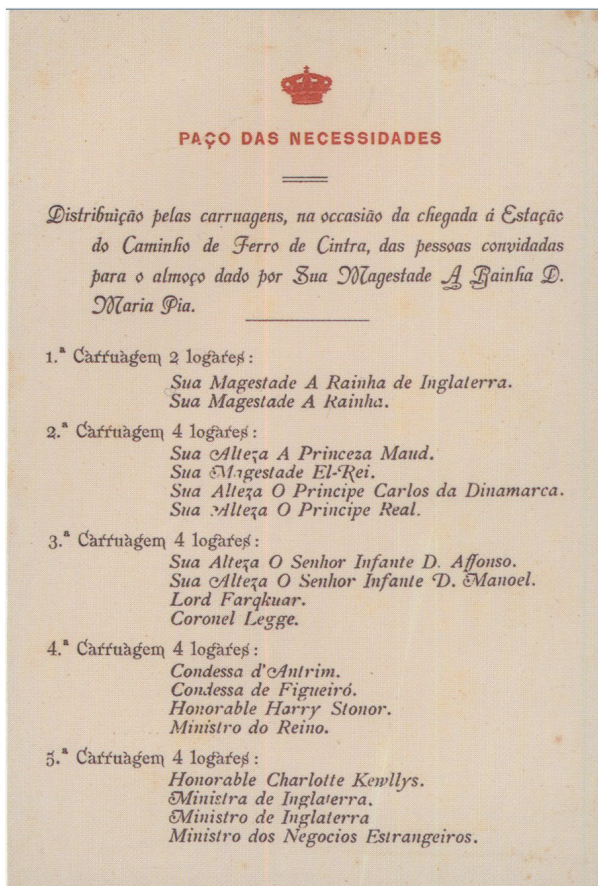 PAÇO DAS NECESSIDADES
Distribuição pelas carruagens, na occasião da chegada á Estação
do Caminho de Ferro de Cintra, das pessoas convidadas
para o almoço dado por Sua Magestade A Rainha D.
Maria Pia.
1.ª Carruagem 2 logares:
Sua Magestade A Rainha de Inglaterra.
Sua Magestade A Rainha.
2.ª Carruagem 4 logares:
Sua Alteza A Princeza Maud.
Sua Magestade El-Rei.
Sua Alteza O Principe Carlos da Dinamarca.
Sua Alteza O Principe Real.
3.ª Carruagem 4 logares:
Sua Alteza O Senhor Infante D. Affonso.
Sua Alteza O Senhor Infante D. Manoel.
Lord Farqkuar.
Coronel Legge.
4.ª Carruagem 4 logares:
Condessa d'Antrim.
Condessa de Figueiró.
Honorable Harry Stonor.
Ministro do Reino.
5.ª Carruagem 4 logares:
Honorable Charlotte Kewllys.
Ministra de Inglaterra.
Ministro de Inglaterra
Ministro dos Negocios Estrangeiros.